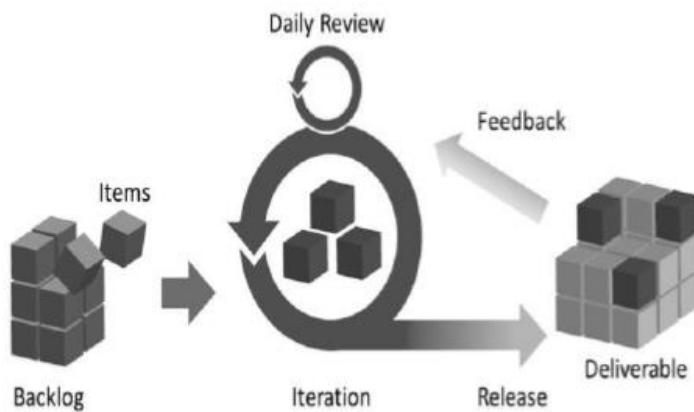 Daily Review
Feedback
Items
Backlog
Iteration
Release
Deliverable